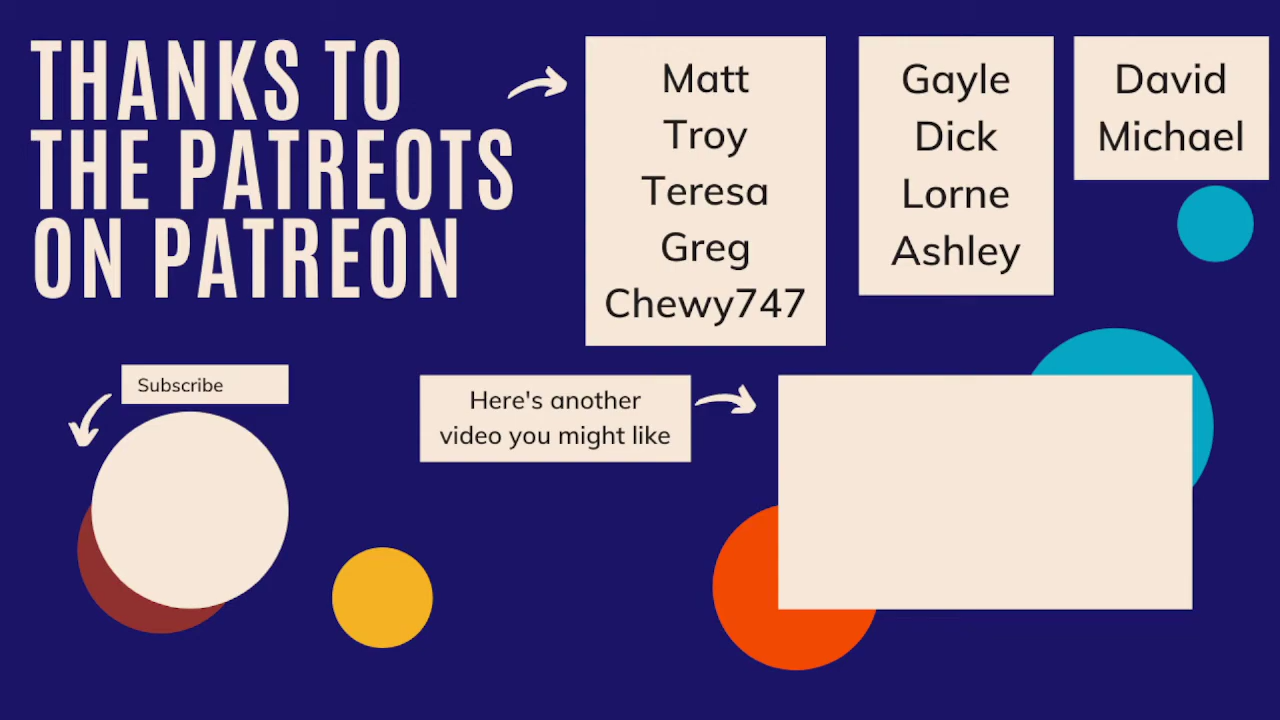 THANKS TO
THE PATREOTS
ON PATREON
Matt
Troy
Teresa
Greg
Chewy747
Gayle
Dick
Lorne
Ashley
David
Michael
Subscribe
Here's another
video you might like